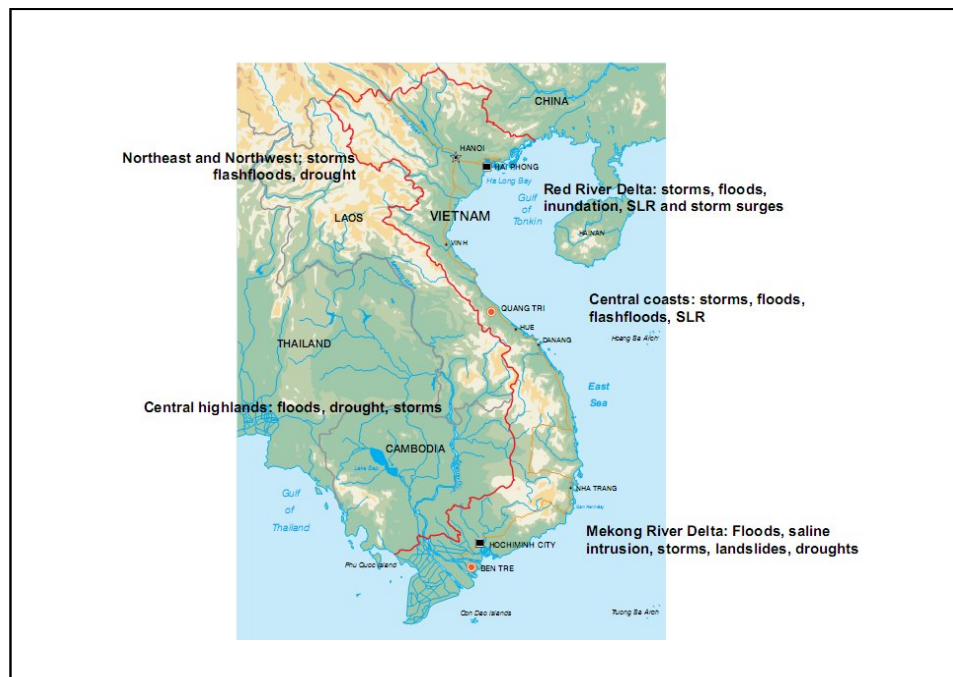 CHINA
HANOI
HAI PHONG
Ha Long Bay
Northeast and Northwest; storms
flashfloods, drought
Gulf
of
Tonkin
Red River Delta: storms, floods,
inundation, SLR and storm surges
LAOS
VIETNAM
HAINAN
VINH
Central coasts: storms, floods,
flashfloods, SLR
QUANG TRI
HUE
DANANG
Hoang Sa Arch
THAILAND
East
Sea
Central highlands: floods, drought, storms
CAMBODIA
Gulf
of
Thailand
NHA TRANG
Mekong River Delta: Floods, saline
intrusion, storms, landslides, droughts
HOCHIMINH CITY
Phu Quoc Island
BEN TRE
Con Dao Islands
Truong Sa Arch